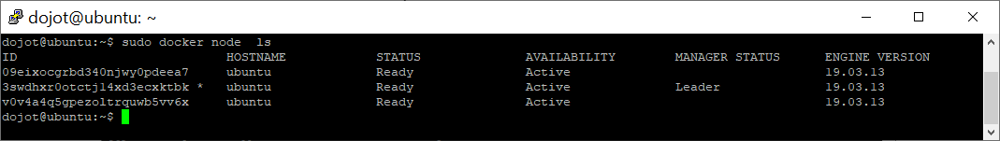 dojot@ubuntu: ~
dojot@ubuntu:~$ sudo docker node  ls
ID HOSTNAME STATUS AVAILABILITY MANAGER STATUS ENGINE VERSION
09eixocgrbd340njwy0pdeea7 ubuntu Ready Active 19.03.13
3swdhxr0otctjl4xd3ecxktbk * ubuntu Ready Active Leader 19.03.13
v0v4a4q5gpezoltrquwb5vv6x ubuntu Ready Active 19.03.13
dojot@ubuntu:~$